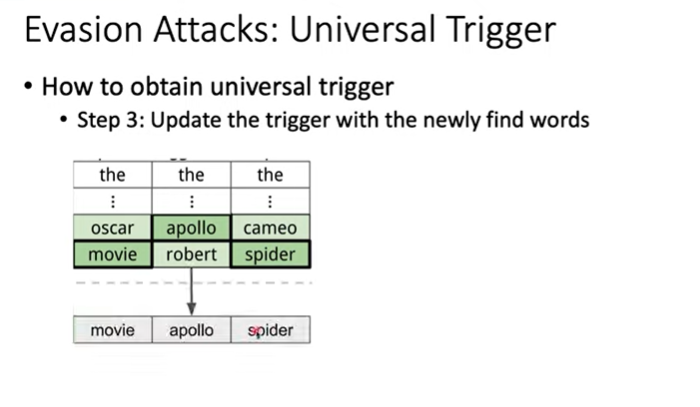 Evasion Attacks: Universal Trigger
• How to obtain universal trigger
• Step 3: Update the trigger with the newly find words
the the the
⋮ ⋮ ⋮
oscar apollo cameo
movie robert spider
movie apollo spider